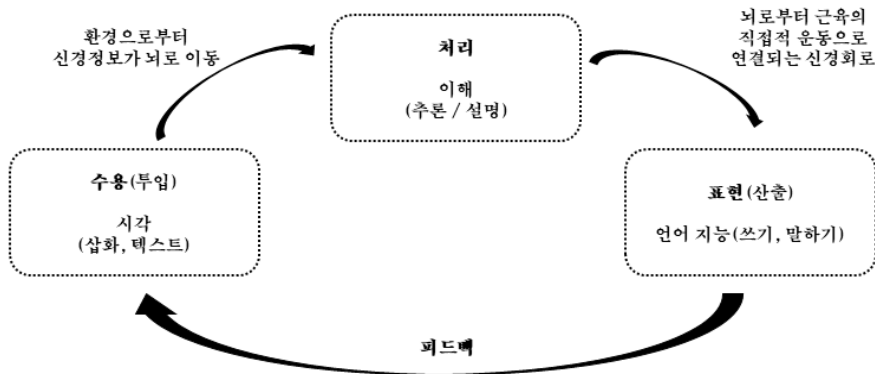 환경으로부터
신경정보가 뇌로 이동
처리
이해
(추론 / 설명)
뇌로부터 근육의
직접적 운동으로
연결되는 신경회로
수용(투입)
시각
(삽화, 텍스트)
표현(산출)
언어 지능(쓰기, 말하기)
피드백